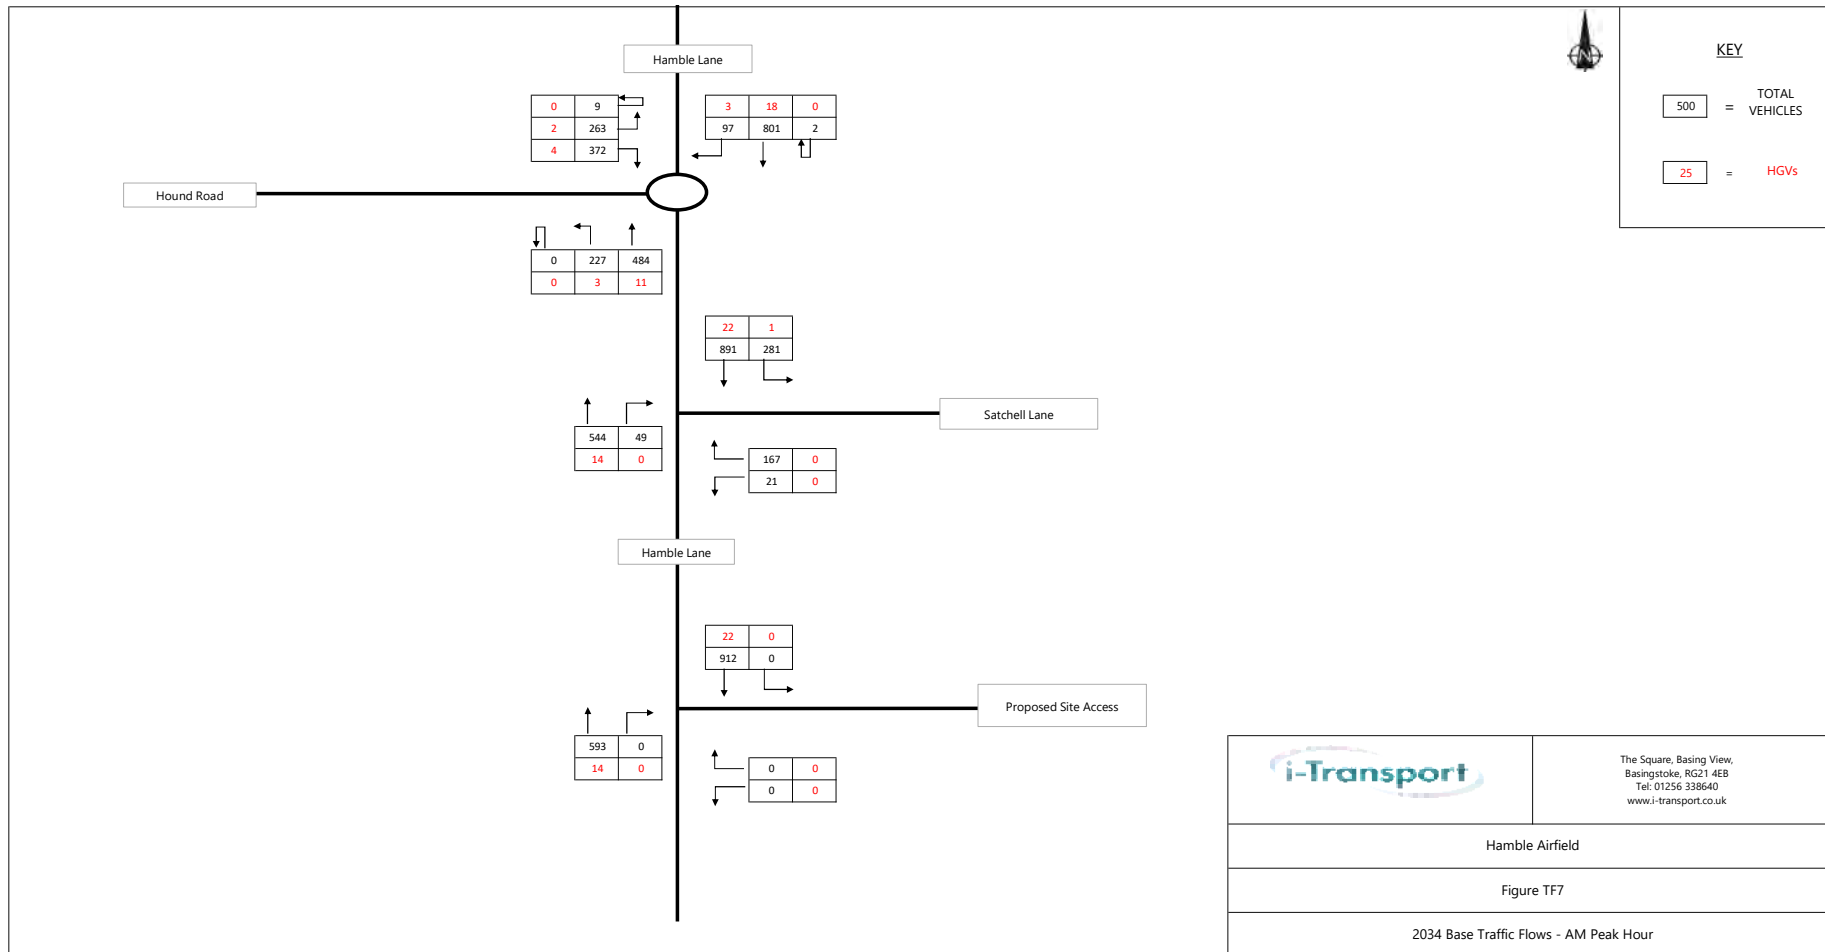 Hamble Lane
KEY
500 = TOTAL VEHICLES
25 = HGVs
0 9
2 263
4 372
3 18 0
97 801 2
Hound Road
0 227 484
0 3 11
22 1
891 281
Satchell Lane
544 49
14 0
167 0
21 0
Hamble Lane
22 0
912 0
Proposed Site Access
593 0
14 0
0 0
0 0
i-Transport
The Square, Basing View,
Basingstoke, RG21 4EB
Tel: 01256 338640
www.i-transport.co.uk
Hamble Airfield
Figure TF7
2034 Base Traffic Flows - AM Peak Hour